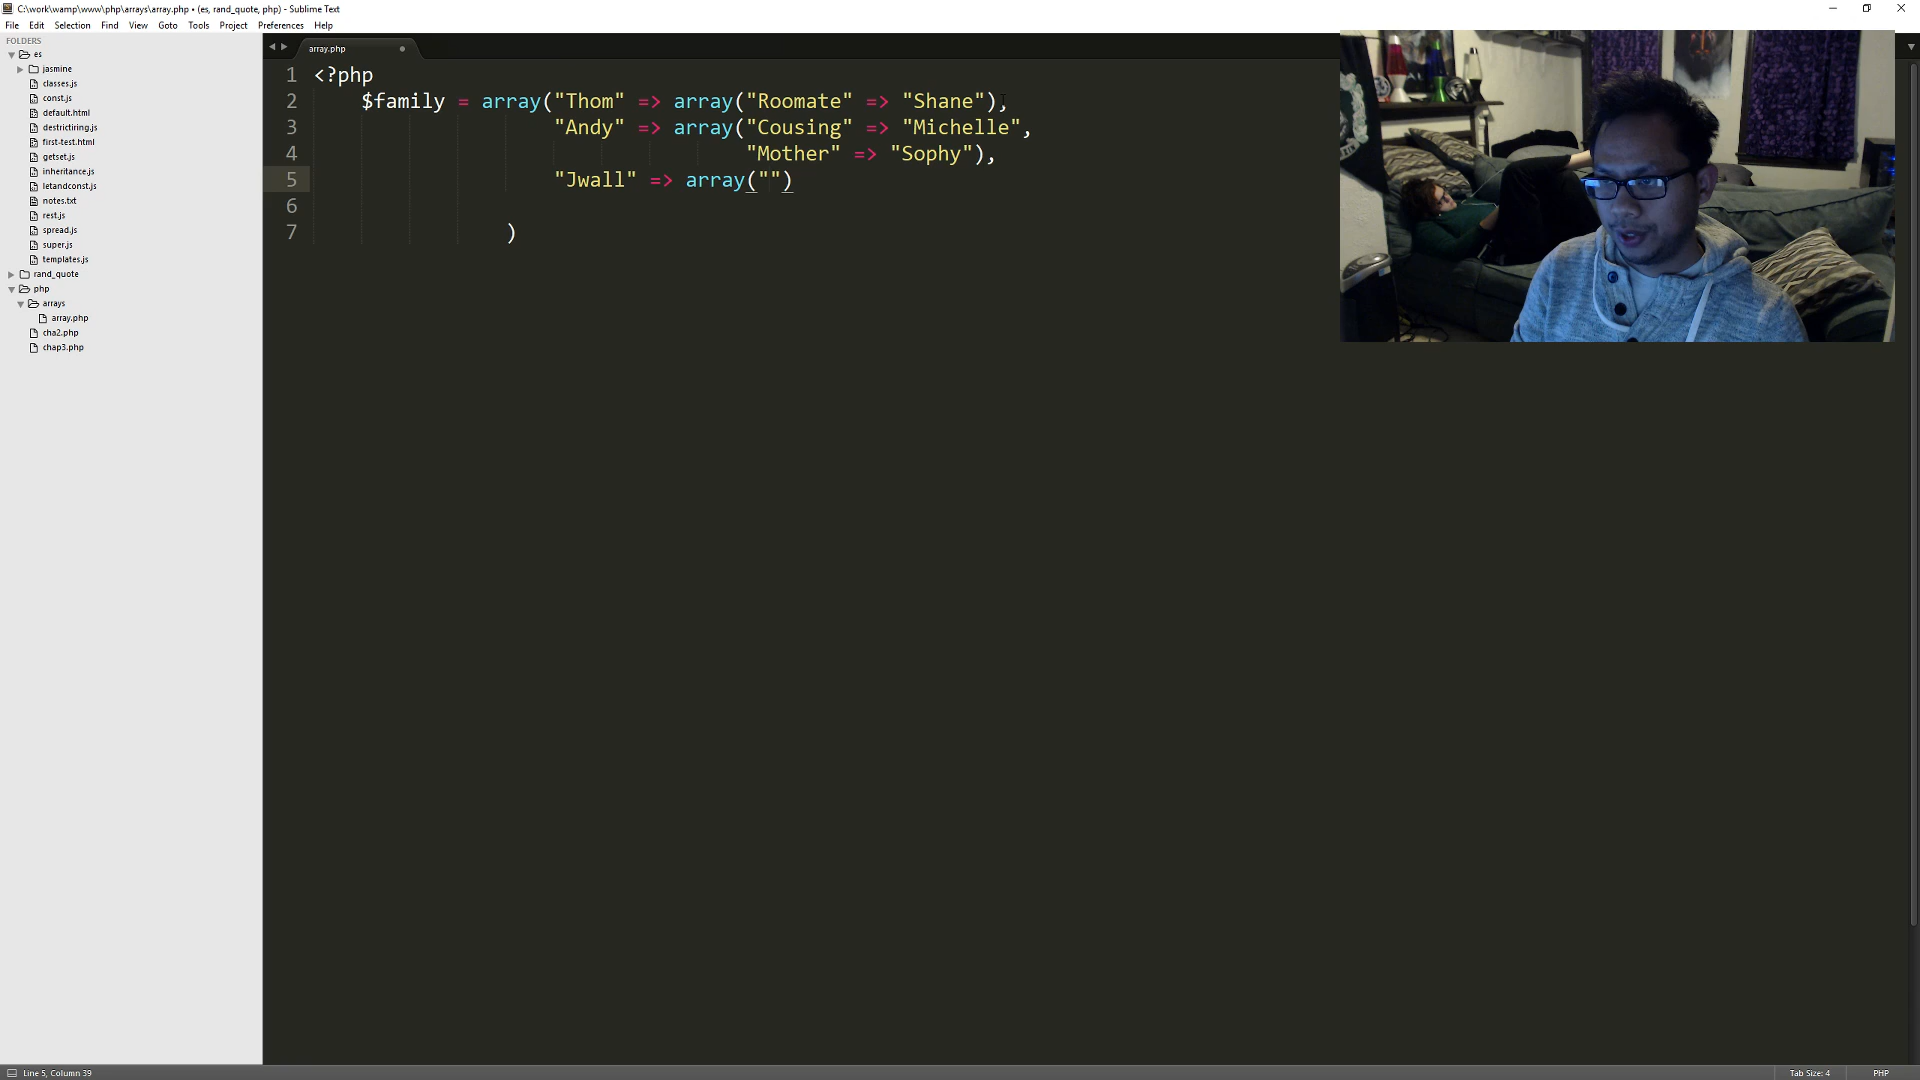 C:\work\wamp\www\php\arrays\array.php • (es, rand_quote, php) - Sublime Text
File Edit Selection Find View Goto Tools Project Preferences Help
FOLDERS
es
jasmine
classes.js
const.js
default.html
destrictiring.js
first-test.html
getset.js
inheritance.js
letandconst.js
notes.txt
rest.js
spread.js
super.js
templates.js
rand_quote
php
arrays
array.php
cha2.php
chap3.php
array.php
1 <?php
2 $family = array("Thom" => array("Roomate" => "Shane"),
3 "Andy" => array("Cousing" => "Michelle",
4 "Mother" => "Sophy"),
5 "Jwall" => array("")
6
7 )
Line 5, Column 39
Tab Size: 4
PHP